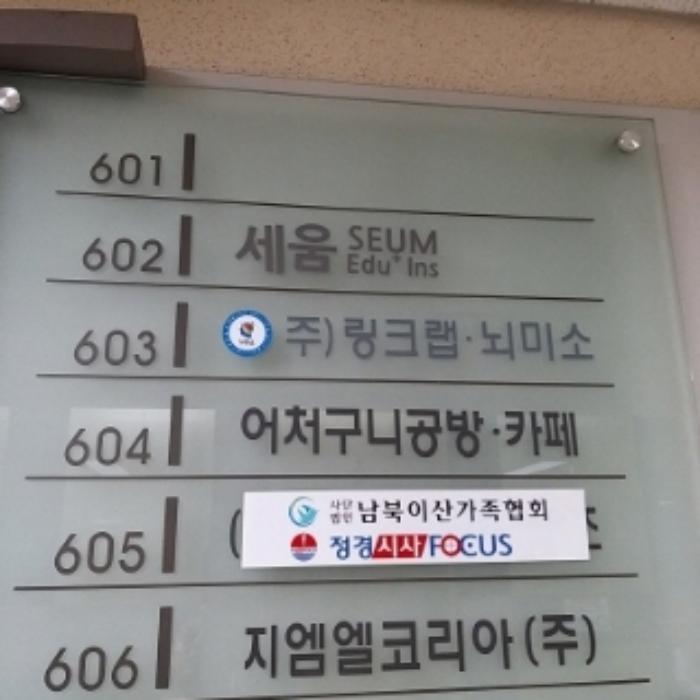 601
602 세움 SEUM
Edu+ Ins
603 주) 링크랩·뇌미소
604 어처구니공방·카페
605 사단법인 남북이산가족협회
정경시사FOCUS
606 지엠엘코리아(주)